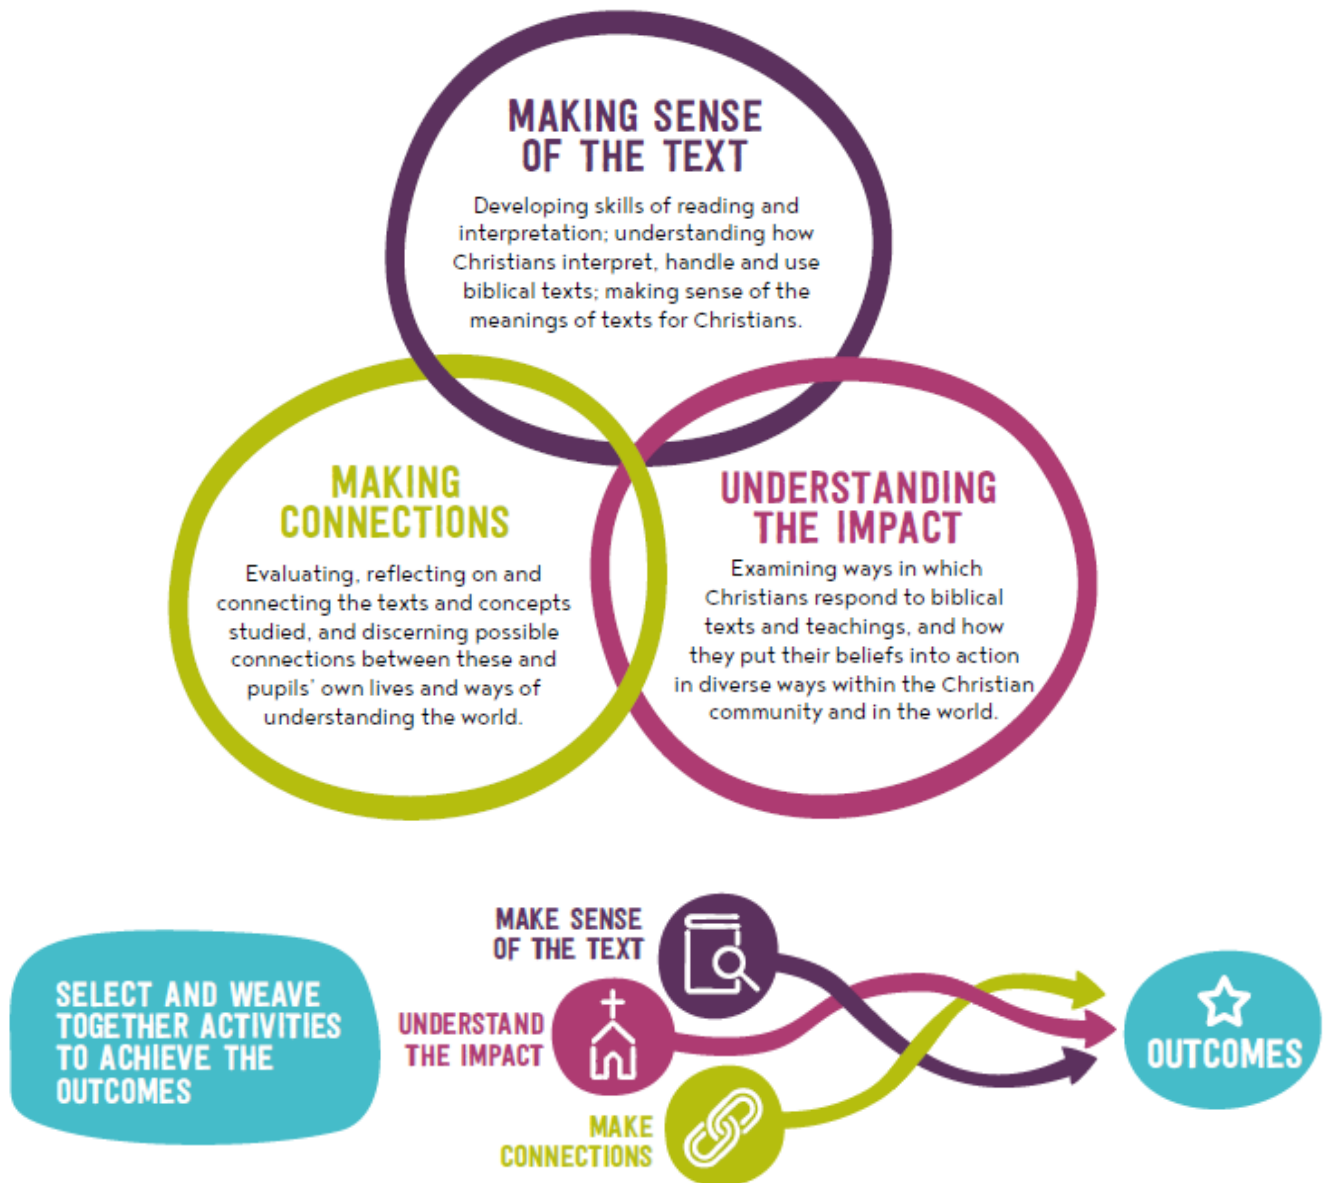 MAKING SENSE
OF THE TEXT
Developing skills of reading and
interpretation; understanding how
Christians interpret, handle and use
biblical texts; making sense of the
meanings of texts for Christians.
MAKING
CONNECTIONS
Evaluating, reflecting on and
connecting the texts and concepts
studied, and discerning possible
connections between these and
pupils' own lives and ways of
understanding the world.
UNDERSTANDING
THE IMPACT
Examining ways in which
Christians respond to biblical
texts and teachings, and how
they put their beliefs into action
in diverse ways within the Christian
community and in the world.
SELECT AND WEAVE
TOGETHER ACTIVITIES
TO ACHIEVE THE
OUTCOMES
MAKE SENSE
OF THE TEXT
UNDERSTAND
THE IMPACT
MAKE
CONNECTIONS
OUTCOMES